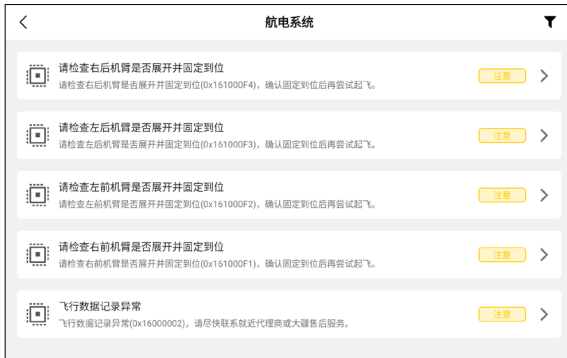 航电系统
请检查右后机臂是否展开并固定到位
请检查右后机臂是否展开并固定到位(0x161000F4)，确认固定到位后再尝试起飞。
注意
请检查左后机臂是否展开并固定到位
请检查左后机臂是否展开并固定到位(0x161000F3)，确认固定到位后再尝试起飞。
注意
请检查左前机臂是否展开并固定到位
请检查左前机臂是否展开并固定到位(0x161000F2)，确认固定到位后再尝试起飞。
注意
请检查右前机臂是否展开并固定到位
请检查右前机臂是否展开并固定到位(0x161000F1)，确认固定到位后再尝试起飞。
注意
飞行数据记录异常
飞行数据记录异常(0x16000002)，请尽快联系就近代理商或大疆售后服务。
注意